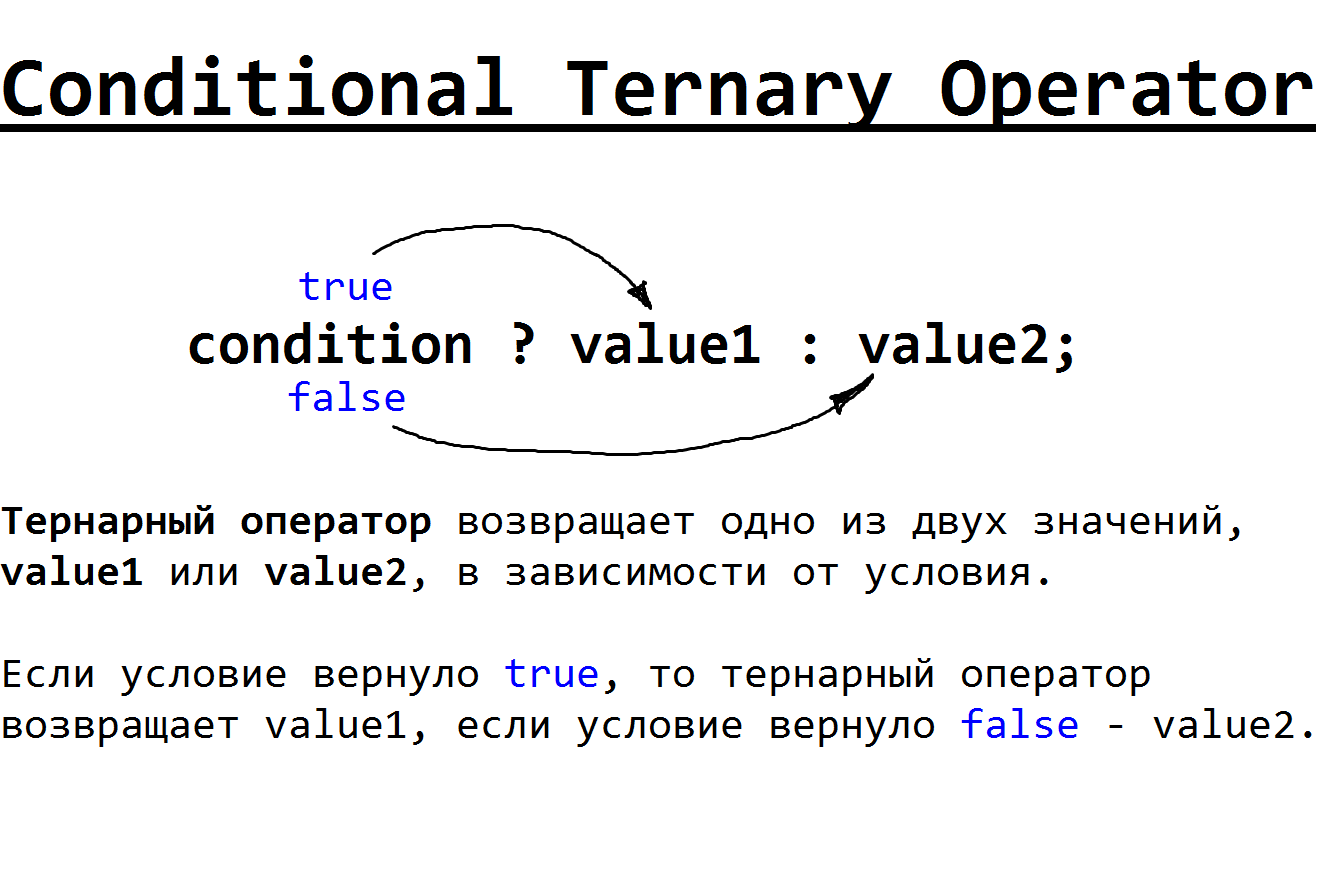 Conditional Ternary Operator
true
condition ? value1 : value2;
false
Тернарный оператор возвращает одно из двух значений,
value1 или value2, в зависимости от условия.
Если условие вернуло true, то тернарный оператор
возвращает value1, если условие вернуло false - value2.